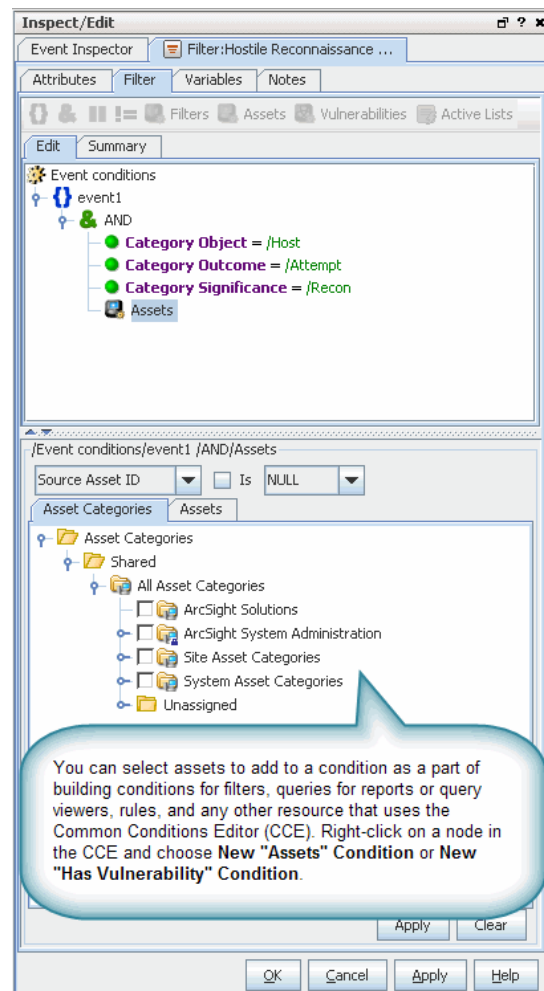 Inspect/Edit
Event Inspector
Filter:Hostile Reconnaissance ...
Attributes Filter Variables Notes
Filters Assets Vulnerabilities Active Lists
Edit Summary
Event conditions
event1
AND
Category Object = /Host
Category Outcome = /Attempt
Category Significance = /Recon
Assets
/Event conditions/event1 /AND/Assets
Source Asset ID Is NULL
Asset Categories Assets
Asset Categories
Shared
All Asset Categories
ArcSight Solutions
ArcSight System Administration
Site Asset Categories
System Asset Categories
Unassigned
You can select assets to add to a condition as a part of
building conditions for filters, queries for reports or query
viewers, rules, and any other resource that uses the
Common Conditions Editor (CCE). Right-click on a node in
the CCE and choose New "Assets" Condition or New
"Has Vulnerability" Condition.
Apply Clear
OK Cancel Apply Help